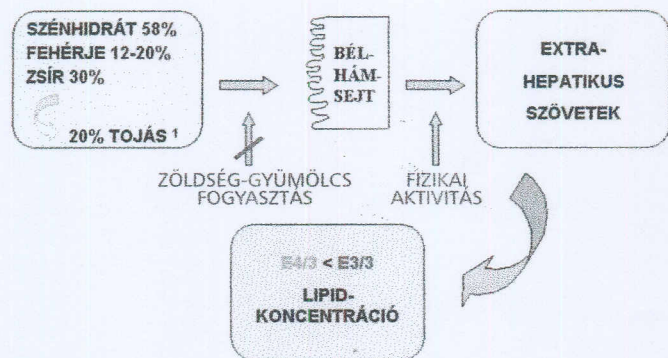 SZÉNHIDRÁT 58%
FEHÉRJE 12-20%
ZSÍR 30%
20% TOJÁS ¹
BÉL-
HÁM-
SEJT
EXTRA-
HEPATIKUS
SZÖVETEK
ZÖLDSÉG-GYÜMÖLCS
FOGYASZTÁS
FIZIKAI
AKTIVITÁS
E4/3 < E3/3
LIPID-
KONCENTRÁCIÓ